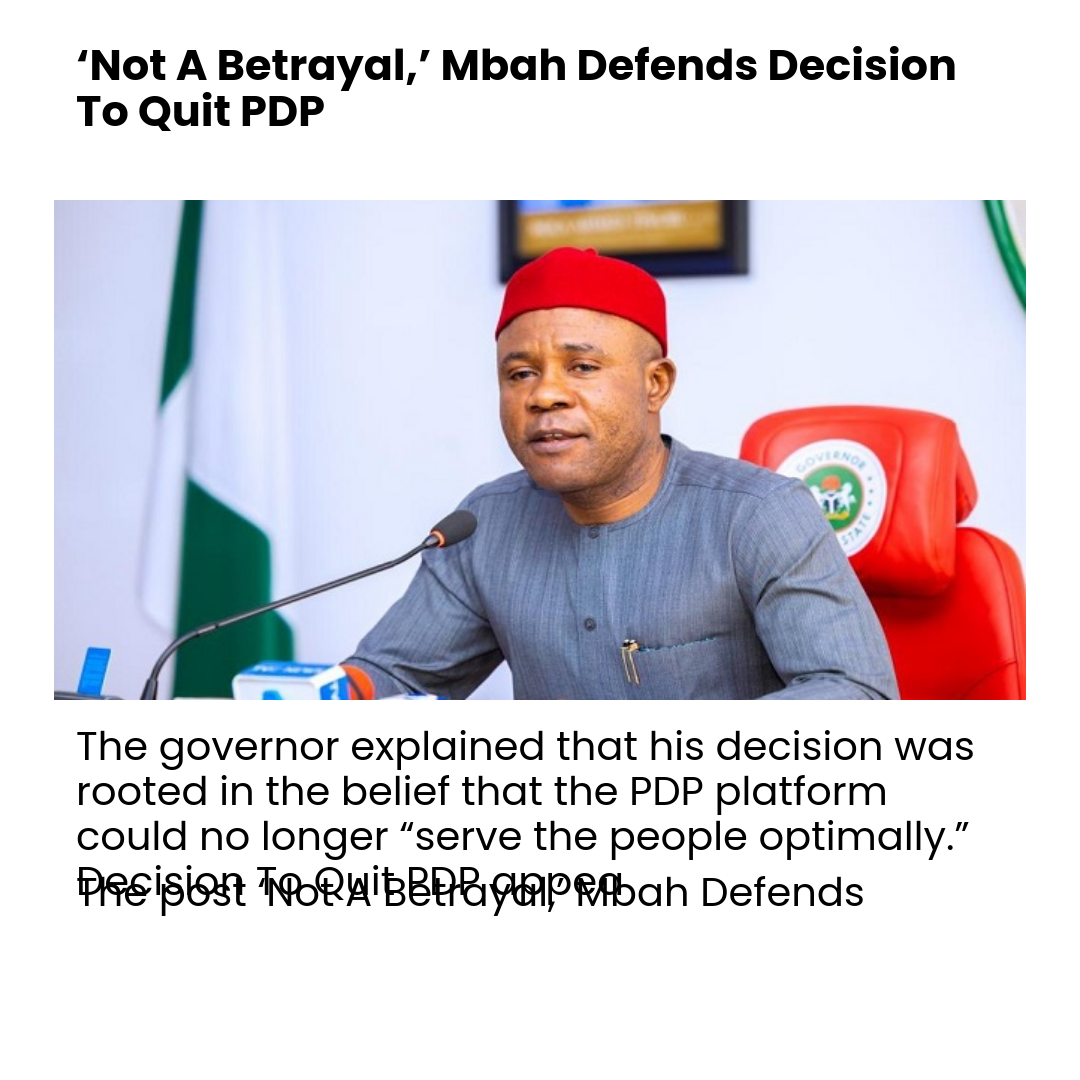 ‘Not A Betrayal,’ Mbah Defends Decision
To Quit PDP
GOVERNOR
STATE
The governor explained that his decision was
rooted in the belief that the PDP platform
could no longer “serve the people optimally.”
Decision To Quit PDP appea
The post ‘Not A Betrayal,’ Mbah Defends